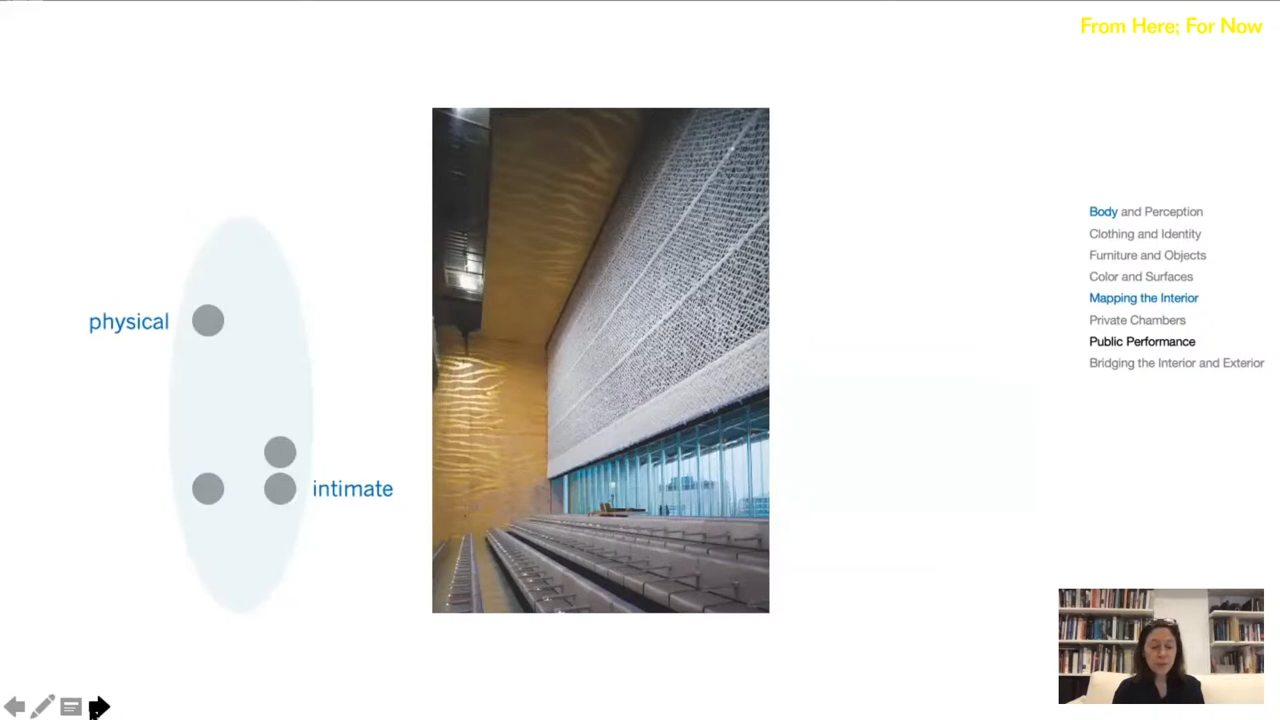 From Here; For Now
Body and Perception
Clothing and Identity
Furniture and Objects
Color and Surfaces
Mapping the Interior
Private Chambers
Public Performance
Bridging the Interior and Exterior
physical
intimate